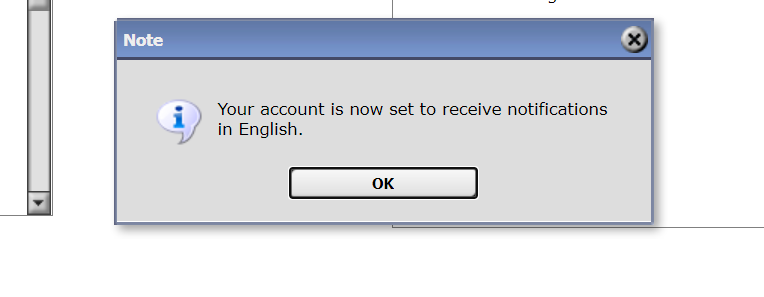 Note
Your account is now set to receive notifications
in English.
OK